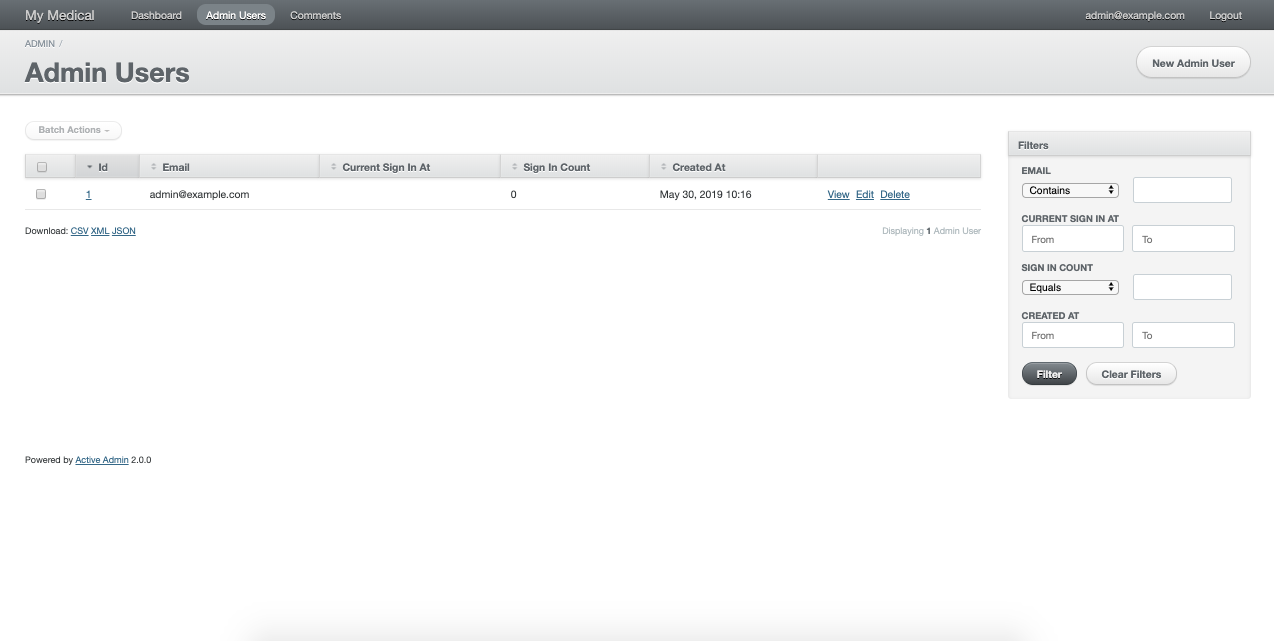 My Medical Dashboard Admin Users Comments admin@example.com Logout
ADMIN /
Admin Users
New Admin User
Batch Actions
Id Email Current Sign In At Sign In Count Created At
1 admin@example.com 0 May 30, 2019 10:16 View Edit Delete
Download: CSV XML JSON
Displaying 1 Admin User
Filters
EMAIL
Contains
CURRENT SIGN IN AT
From To
SIGN IN COUNT
Equals
CREATED AT
From To
Filter Clear Filters
Powered by Active Admin 2.0.0